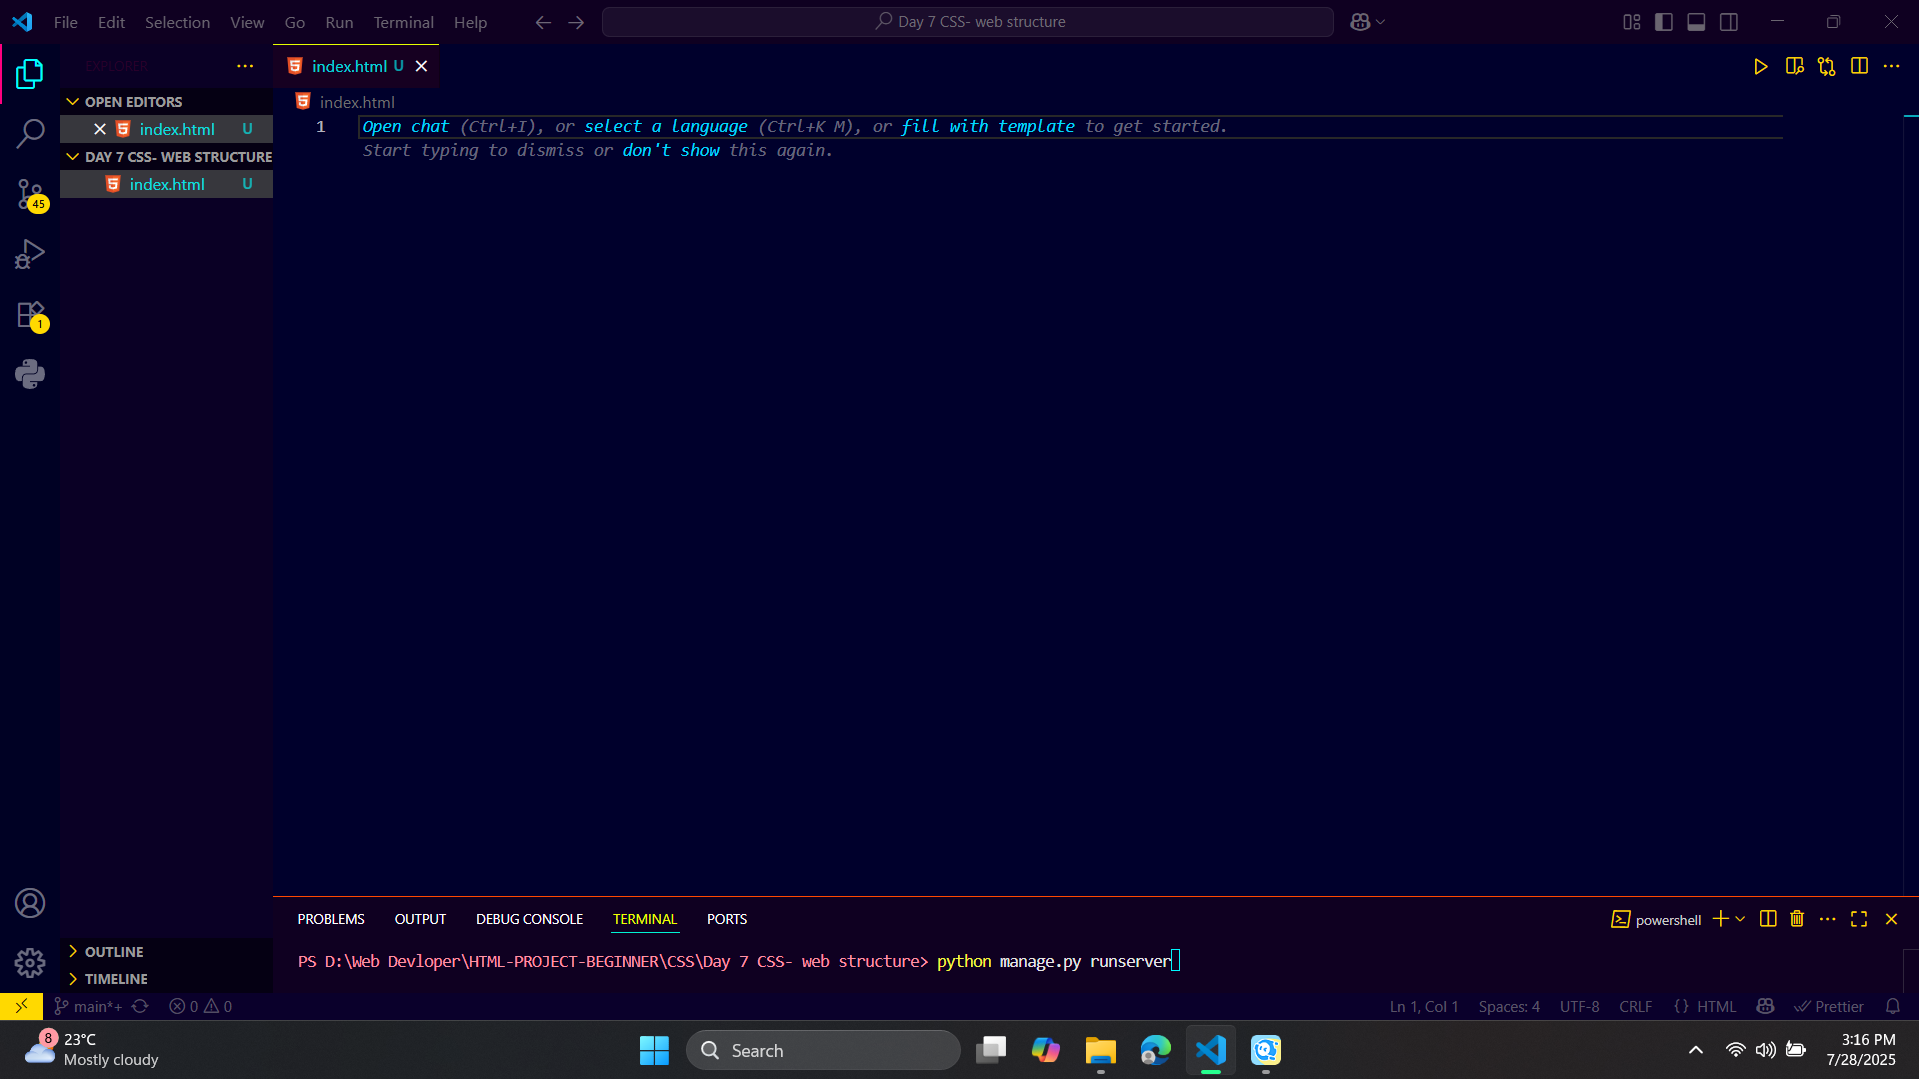 File Edit Selection View Go Run Terminal Help
Day 7 CSS- web structure
EXPLORER
index.html U
OPEN EDITORS
index.html
index.html U
1 Open chat (Ctrl+I), or select a language (Ctrl+K M), or fill with template to get started.
Start typing to dismiss or don't show this again.
DAY 7 CSS- WEB STRUCTURE
index.html U
45
1
PROBLEMS OUTPUT DEBUG CONSOLE TERMINAL PORTS
powershell
PS D:\Web Devloper\HTML-PROJECT-BEGINNER\CSS\Day 7 CSS- web structure> python manage.py runserver
OUTLINE
TIMELINE
main*+ 0 0
Ln 1, Col 1 Spaces: 4 UTF-8 CRLF {} HTML Prettier
8 23°C
Mostly cloudy
Search
3:16 PM
7/28/2025